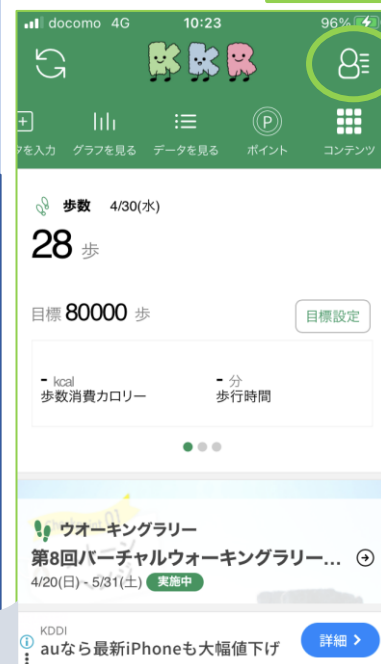 docomo 4G 10:23 96%
KKR
タを入力 グラフを見る データを見る ポイント コンテンツ
歩数 4/30(水)
28 歩
目標 80000 歩 目標設定
- kcal - 分
歩数消費カロリー 歩行時間
ウオーキングラリー
第8回バーチャルウォーキングラリー...
4/20(日) - 5/31(土) 実施中
KDDI
auなら最新iPhoneも大幅値下げ 詳細